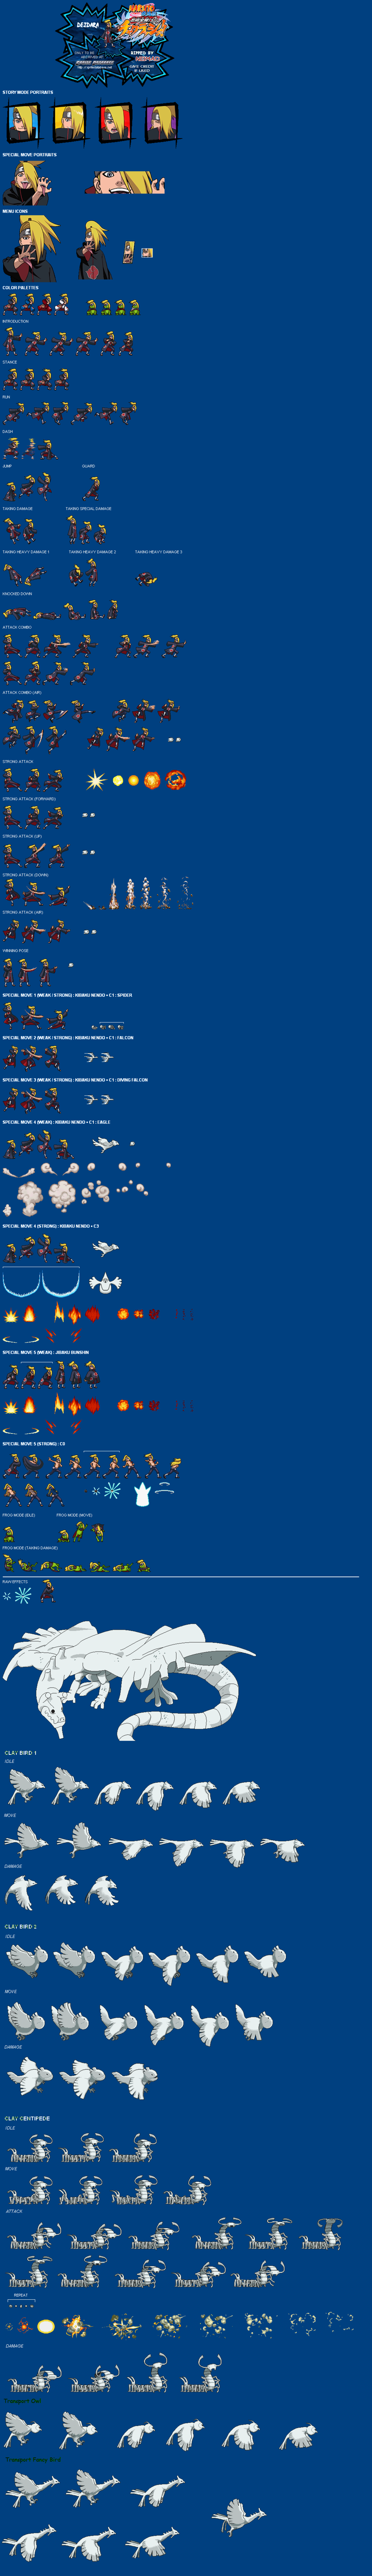 DEIDARA
NARUTO
RIPPED BY
STORY MODE PORTRAITS
SPECIAL MOVE PORTRAITS
MENU ICONS
COLOR PALETTES
INTRODUCTION
STANCE
RUN
DASH
JUMP GUARD
TAKING DAMAGE TAKING SPECIAL DAMAGE
TAKING HEAVY DAMAGE 1 TAKING HEAVY DAMAGE 2 TAKING HEAVY DAMAGE 3
KNOCKED DOWN
ATTACK COMBO
ATTACK COMBO (AIR)
STRONG ATTACK
STRONG ATTACK (FORWARD)
STRONG ATTACK (UP)
STRONG ATTACK (DOWN)
STRONG ATTACK (AIR)
WINNING POSE
SPECIAL MOVE 1 (WEAK / STRONG) : KIBAKU NENDO • C1 : SPIDER
SPECIAL MOVE 2 (WEAK / STRONG) : KIBAKU NENDO • C1 : FALCON
SPECIAL MOVE 3 (WEAK / STRONG) : KIBAKU NENDO • C1 : DIVING FALCON
SPECIAL MOVE 4 (WEAK) : KIBAKU NENDO • C1 : EAGLE
SPECIAL MOVE 4 (STRONG) : KIBAKU NENDO • C3
SPECIAL MOVE 5 (WEAK) : JIBAKU BUNSHIN
SPECIAL MOVE 5 (STRONG) : C0
FROG MODE (IDLE) FROG MODE (MOVE)
FROG MODE (TAKING DAMAGE)
RAW EFFECTS
CLAY BIRD 1
IDLE
MOVE
DAMAGE
CLAY BIRD 2
IDLE
MOVE
DAMAGE
CLAY CENTIPEDE
IDLE
MOVE
ATTACK
REPEAT
DAMAGE
Transport Owl
Transport Fancy Bird